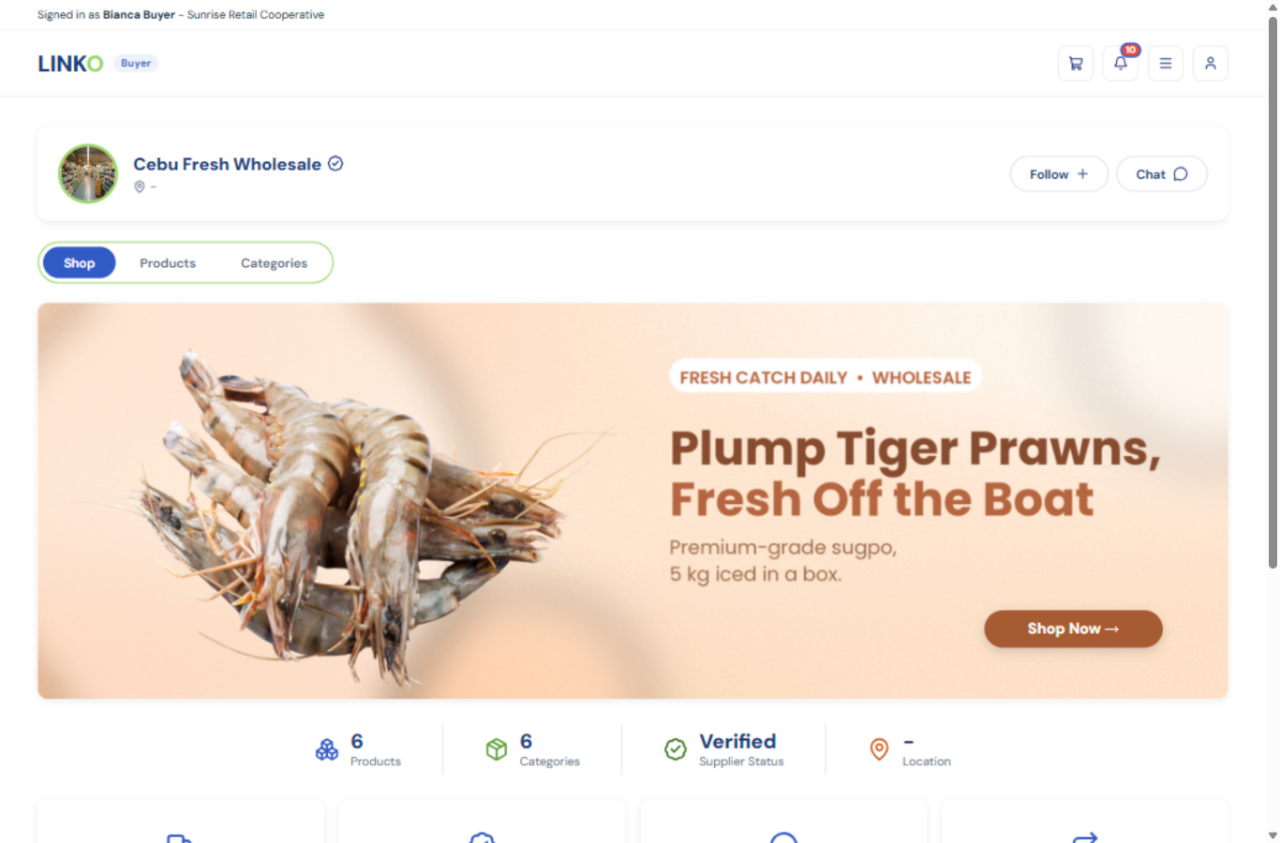 Signed in as Bianca Buyer - Sunrise Retail Cooperative
LINKO Buyer
10
Cebu Fresh Wholesale
-
Follow +
Chat
Shop
Products
Categories
FRESH CATCH DAILY • WHOLESALE
Plump Tiger Prawns,
Fresh Off the Boat
Premium-grade sugpo,
5 kg iced in a box.
Shop Now →
6
Products
6
Categories
Verified
Supplier Status
-
Location